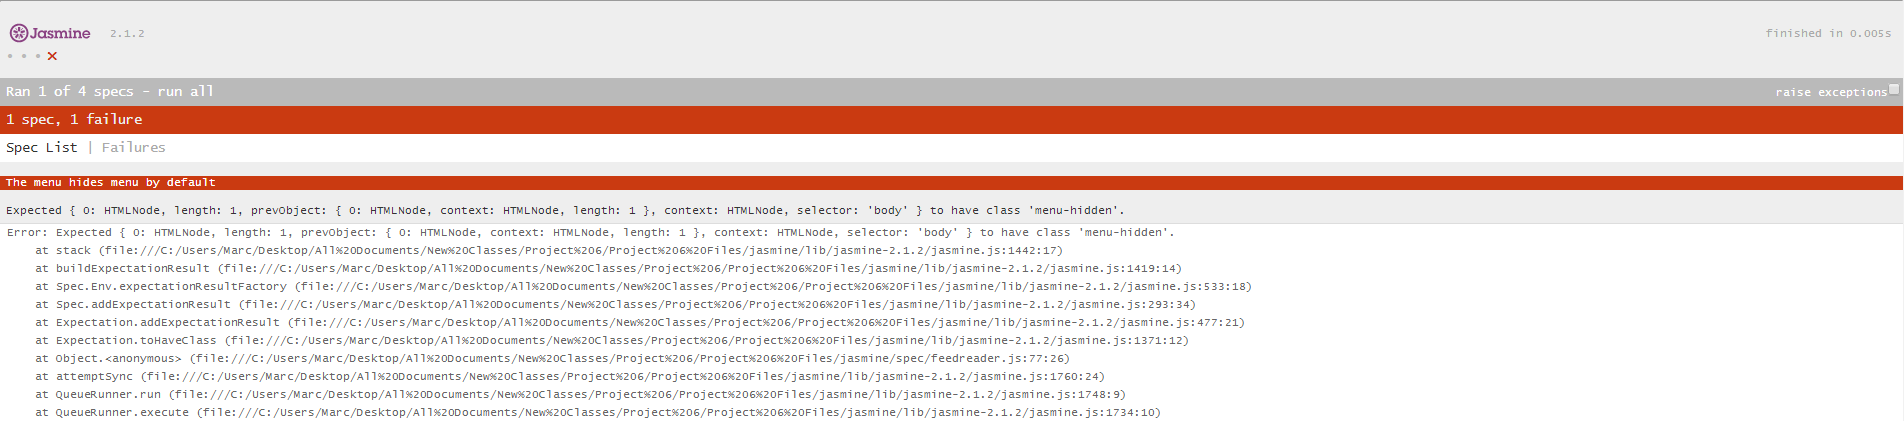 Jasmine 2.1.2 finished in 0.005s
• • • ×
Ran 1 of 4 specs - run all raise exceptions
1 spec, 1 failure
Spec List | Failures
The menu hides menu by default
Expected { 0: HTMLNode, length: 1, prevObject: { 0: HTMLNode, context: HTMLNode, length: 1 }, context: HTMLNode, selector: 'body' } to have class 'menu-hidden'.
Error: Expected { 0: HTMLNode, length: 1, prevObject: { 0: HTMLNode, context: HTMLNode, length: 1 }, context: HTMLNode, selector: 'body' } to have class 'menu-hidden'.
at stack (file:///C:/Users/Marc/Desktop/All%20Documents/New%20Classes/Project%206/Project%206%20Files/jasmine/lib/jasmine-2.1.2/jasmine.js:1442:17)
at buildExpectationResult (file:///C:/Users/Marc/Desktop/All%20Documents/New%20Classes/Project%206/Project%206%20Files/jasmine/lib/jasmine-2.1.2/jasmine.js:1419:14)
at Spec.Env.expectationResultFactory (file:///C:/Users/Marc/Desktop/All%20Documents/New%20Classes/Project%206/Project%206%20Files/jasmine/lib/jasmine-2.1.2/jasmine.js:533:18)
at Spec.addExpectationResult (file:///C:/Users/Marc/Desktop/All%20Documents/New%20Classes/Project%206/Project%206%20Files/jasmine/lib/jasmine-2.1.2/jasmine.js:293:34)
at Expectation.addExpectationResult (file:///C:/Users/Marc/Desktop/All%20Documents/New%20Classes/Project%206/Project%206%20Files/jasmine/lib/jasmine-2.1.2/jasmine.js:477:21)
at Expectation.toHaveClass (file:///C:/Users/Marc/Desktop/All%20Documents/New%20Classes/Project%206/Project%206%20Files/jasmine/lib/jasmine-2.1.2/jasmine.js:1371:12)
at Object.<anonymous> (file:///C:/Users/Marc/Desktop/All%20Documents/New%20Classes/Project%206/Project%206%20Files/jasmine/spec/feedreader.js:77:26)
at attemptSync (file:///C:/Users/Marc/Desktop/All%20Documents/New%20Classes/Project%206/Project%206%20Files/jasmine/lib/jasmine-2.1.2/jasmine.js:1760:24)
at QueueRunner.run (file:///C:/Users/Marc/Desktop/All%20Documents/New%20Classes/Project%206/Project%206%20Files/jasmine/lib/jasmine-2.1.2/jasmine.js:1748:9)
at QueueRunner.execute (file:///C:/Users/Marc/Desktop/All%20Documents/New%20Classes/Project%206/Project%206%20Files/jasmine/lib/jasmine-2.1.2/jasmine.js:1734:10)